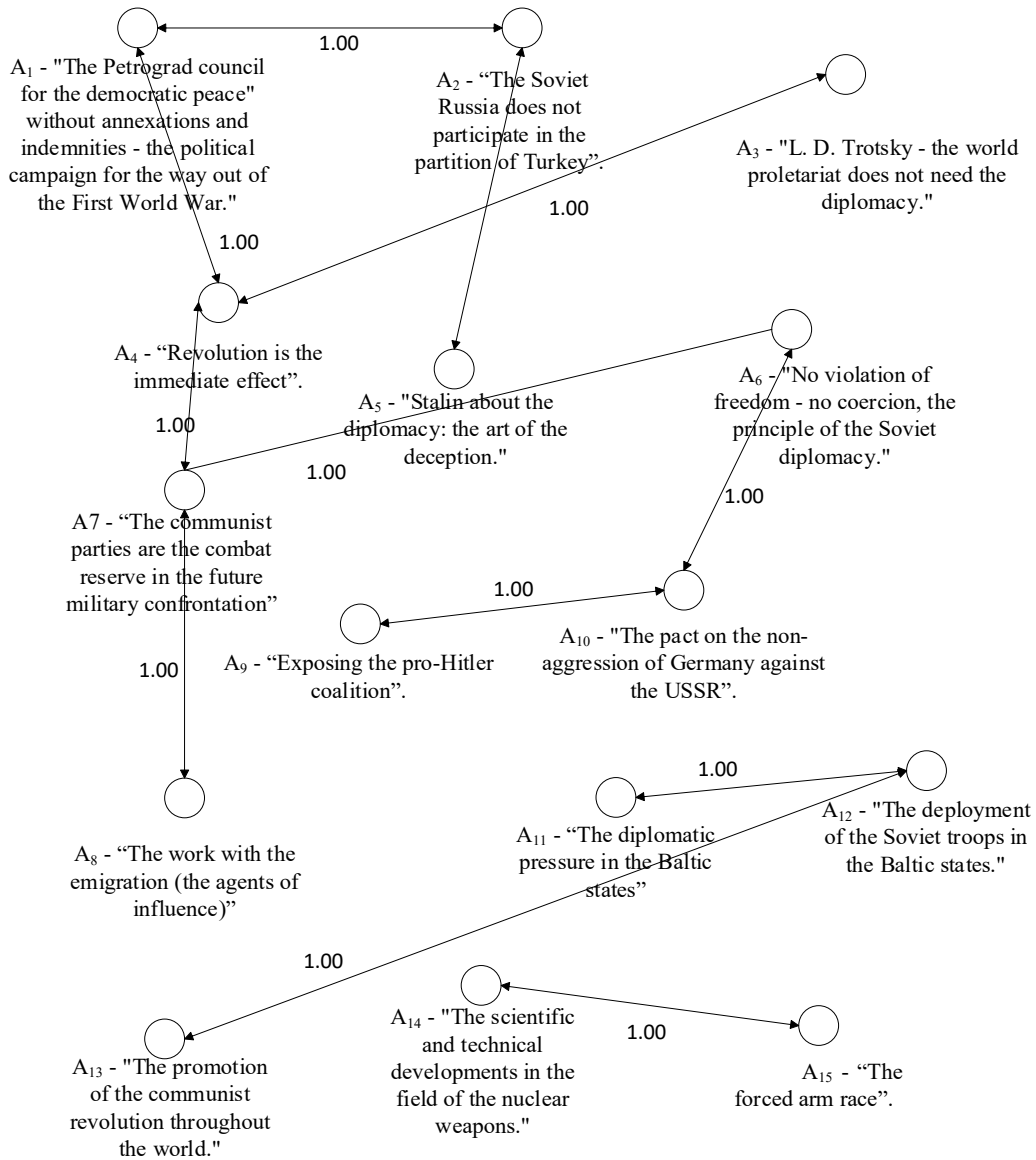 1.00
A₁ - "The Petrograd council
for the democratic peace"
without annexations and
indemnities - the political
campaign for the way out of
the First World War."
A₂ - “The Soviet
Russia does not
participate in the
partition of Turkey”.
A₃ - "L. D. Trotsky - the world
proletariat does not need the
diplomacy."
1.00
1.00
A₄ - “Revolution is the
immediate effect”.
A₅ - "Stalin about the
diplomacy: the art of the
deception."
A₆ - "No violation of
freedom - no coercion, the
principle of the Soviet
diplomacy."
1.00
1.00
1.00
A7 - “The communist
parties are the combat
reserve in the future
military confrontation”
1.00
A₉ - “Exposing the pro-Hitler
coalition”.
A₁₀ - "The pact on the non-
aggression of Germany against
the USSR”.
1.00
1.00
A₈ - “The work with the
emigration (the agents of
influence)”
A₁₁ - “The diplomatic
pressure in the Baltic
states”
A₁₂ - "The deployment
of the Soviet troops in
the Baltic states."
1.00
1.00
A₁₃ - "The promotion
of the communist
revolution throughout
the world."
A₁₄ - "The scientific
and technical
developments in the
field of the nuclear
weapons."
A₁₅ - “The
forced arm race”.